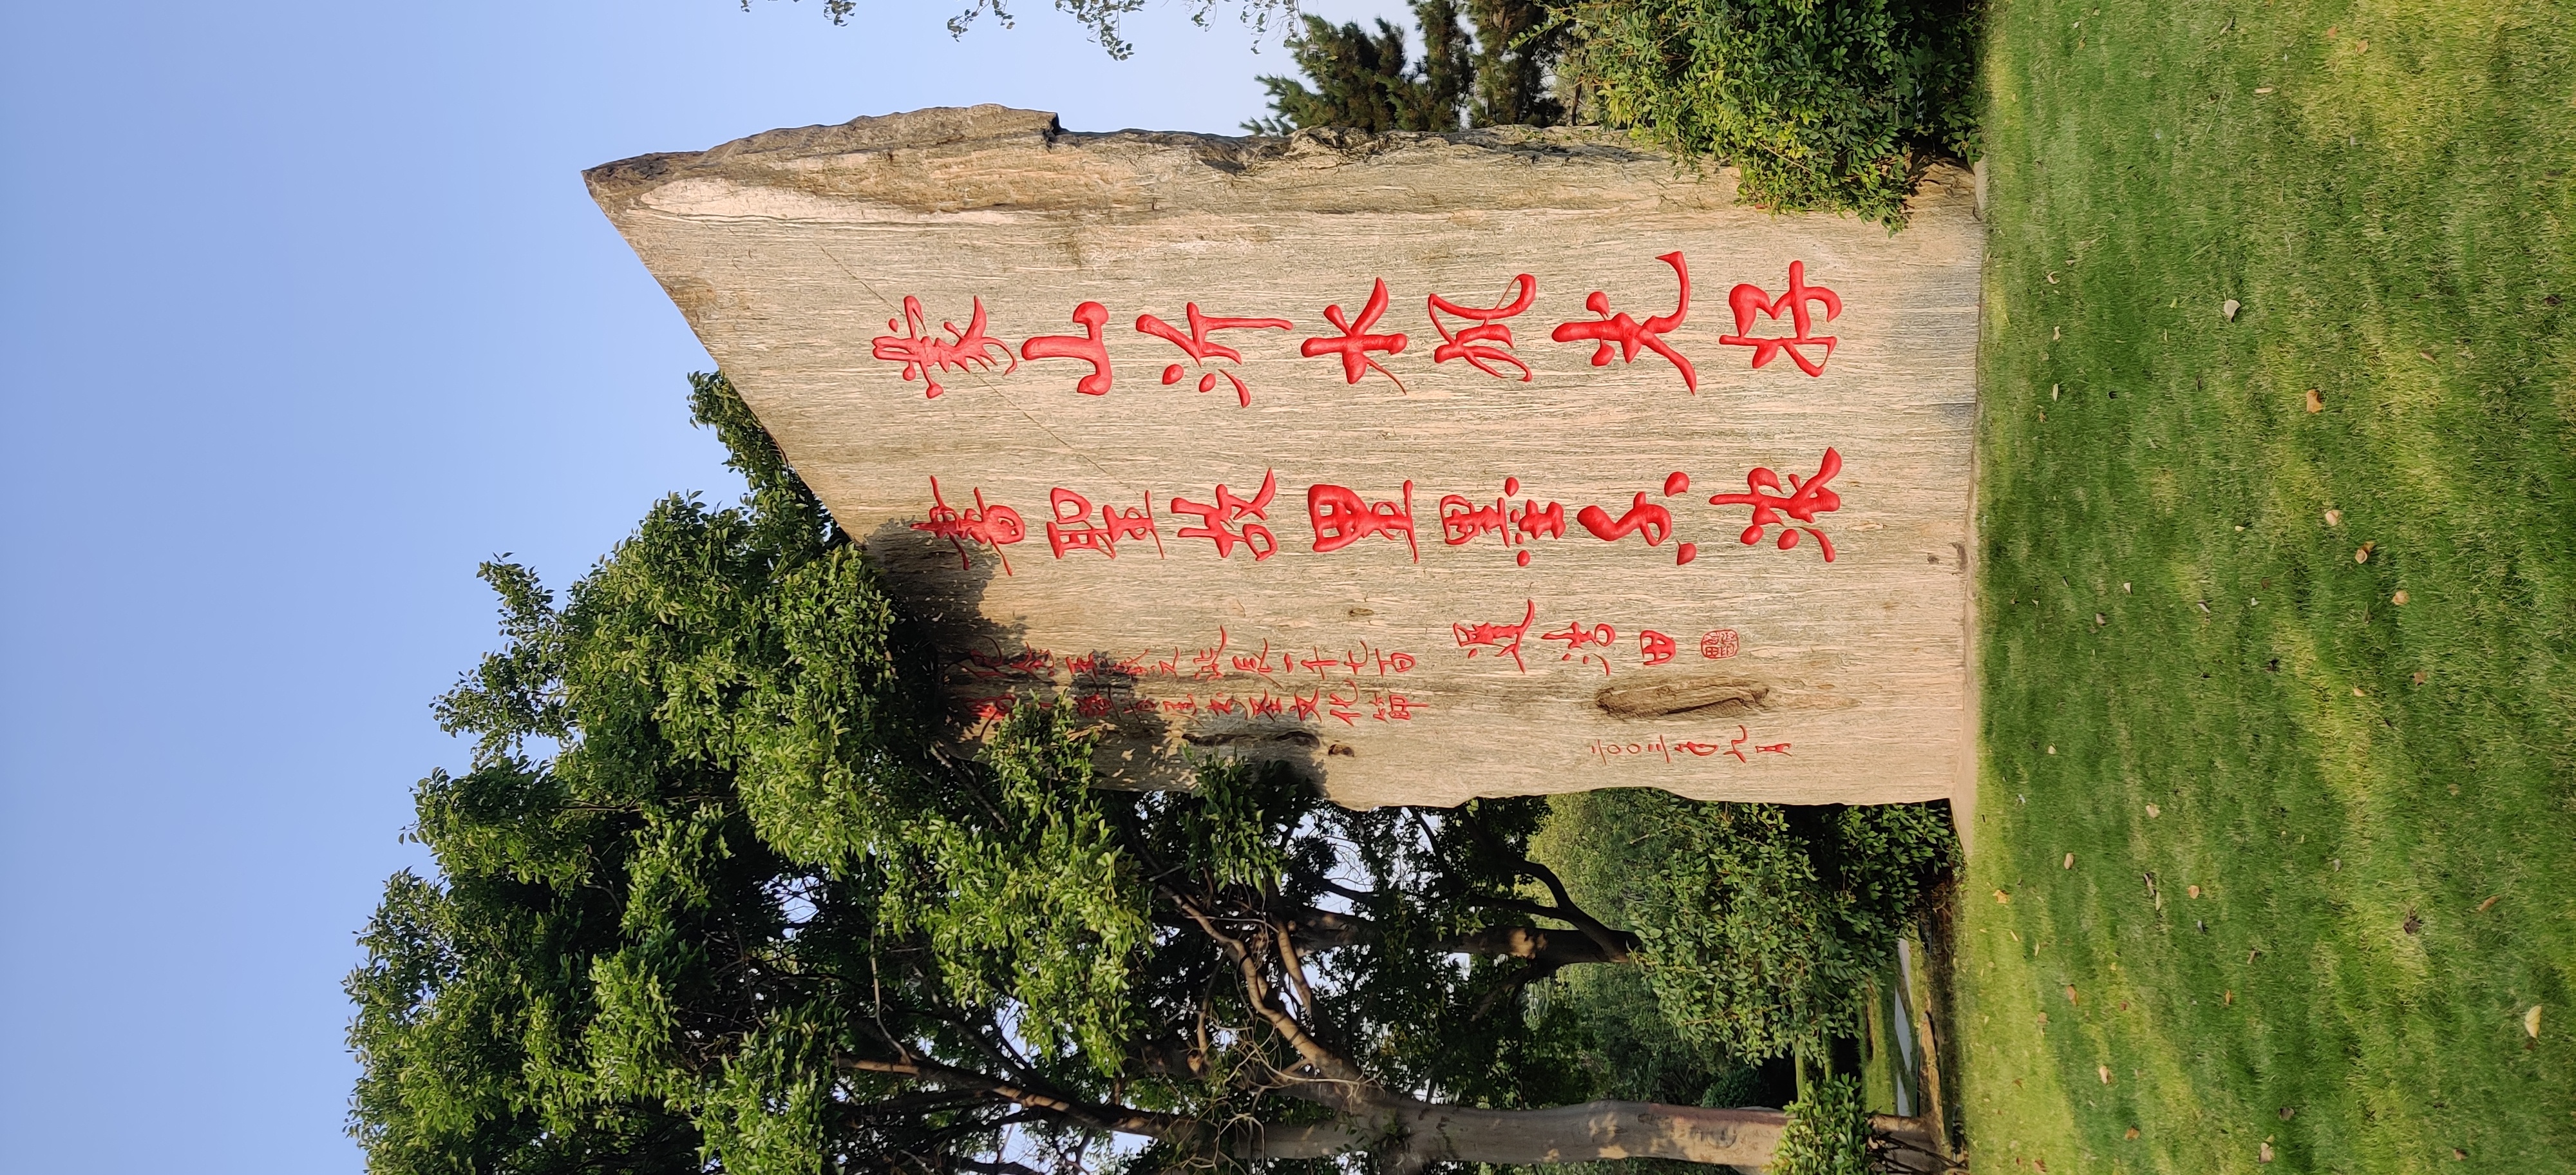 蒙山沂水风光好
書聖故里墨香浓
纪念王羲之诞辰一千七百
周年暨首届书圣文化節
遲浩田
二〇〇三年九月